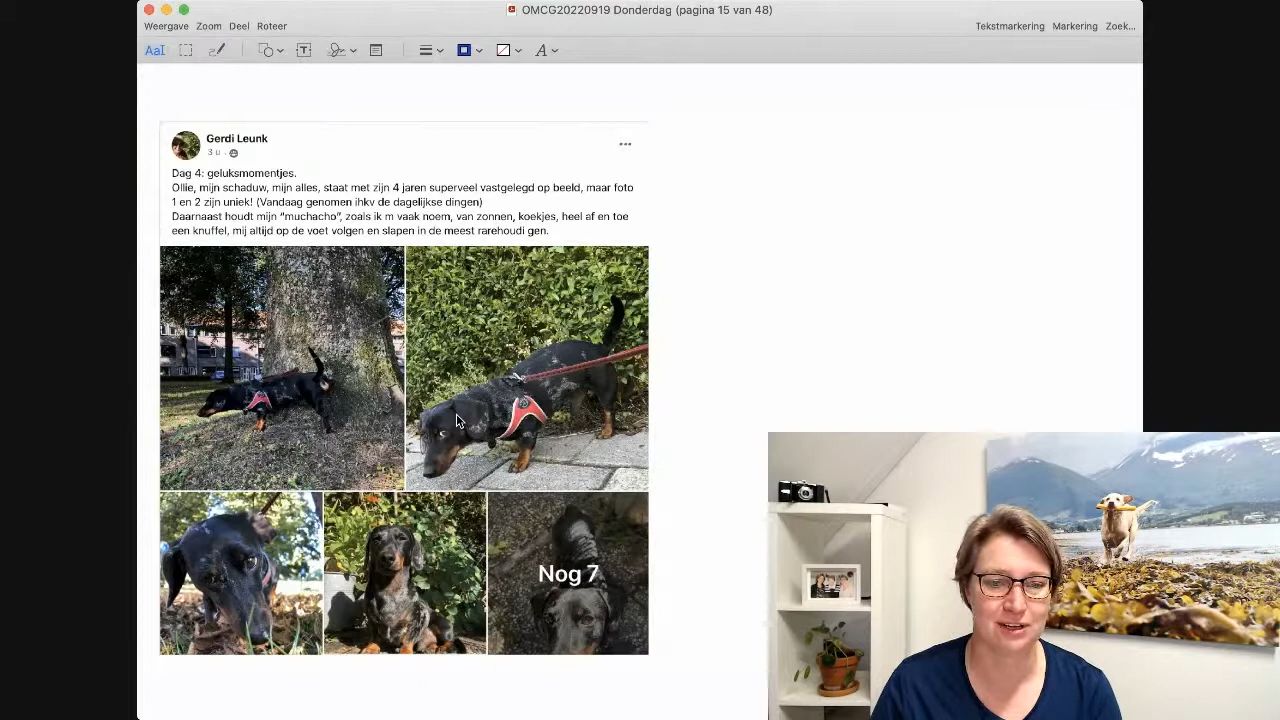 OMCG20220919 Donderdag (pagina 15 van 48)
Weergave Zoom Deel Roteer
Tekstmarkering Markering Zoek...
AaI T A
Gerdi Leunk
3 u
Dag 4: geluksmomentjes.
Ollie, mijn schaduw, mijn alles, staat met zijn 4 jaren superveel vastgelegd op beeld, maar foto
1 en 2 zijn uniek! (Vandaag genomen ihkv de dagelijkse dingen)
Daarnaast houdt mijn “muchacho”, zoals ik m vaak noem, van zonnen, koekjes, heel af en toe
een knuffel, mij altijd op de voet volgen en slapen in de meest rarehoudi gen.
Nog 7